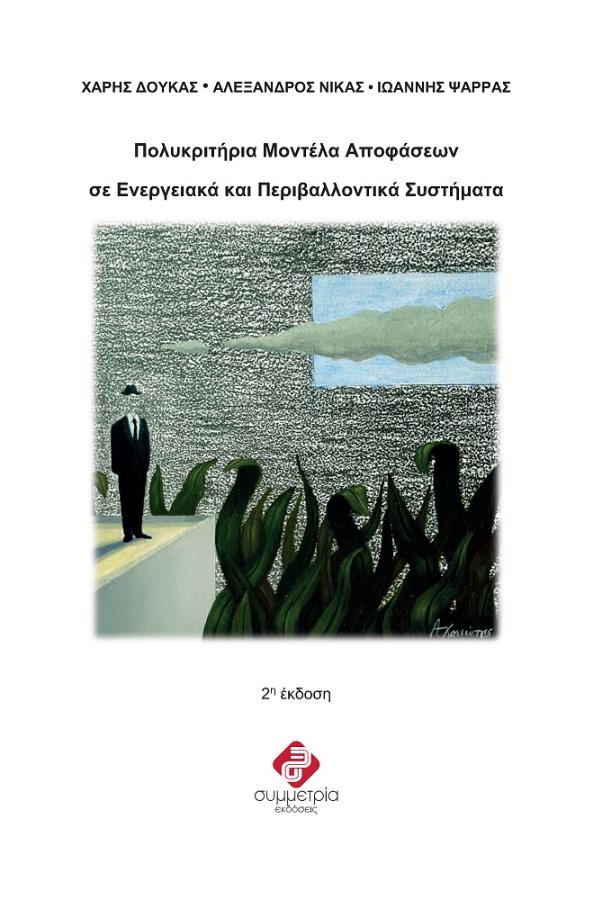 ΧΑΡΗΣ ΔΟΥΚΑΣ • ΑΛΕΞΑΝΔΡΟΣ ΝΙΚΑΣ • ΙΩΑΝΝΗΣ ΨΑΡΡΑΣ
Πολυκριτήρια Μοντέλα Αποφάσεων
σε Ενεργειακά και Περιβαλλοντικά Συστήματα
2η έκδοση
συμμετρία
εκδόσεις